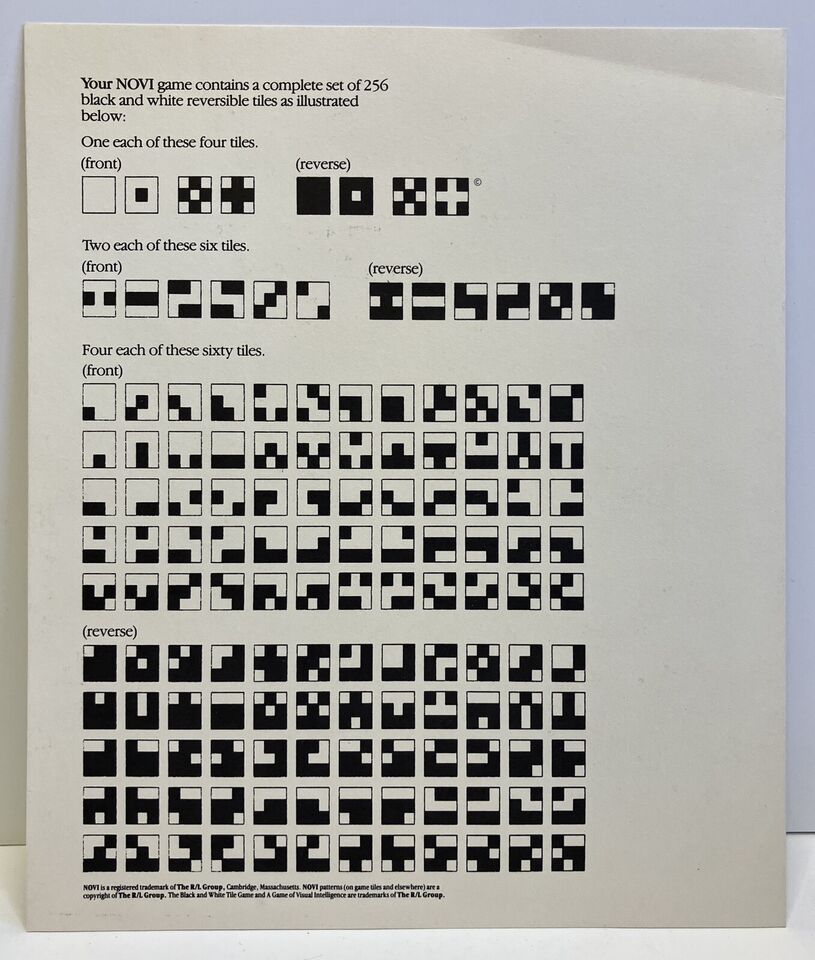 Your NOVI game contains a complete set of 256
black and white reversible tiles as illustrated
below:
One each of these four tiles.
(front) (reverse)
©
Two each of these six tiles.
(front) (reverse)
Four each of these sixty tiles.
(front)
(reverse)
NOVI is a registered trademark of The R/L Group, Cambridge, Massachusetts. NOVI patterns (on game tiles and elsewhere) are a
copyright of The R/L Group. The Black and White Tile Game and A Game of Visual Intelligence are trademarks of The R/L Group.